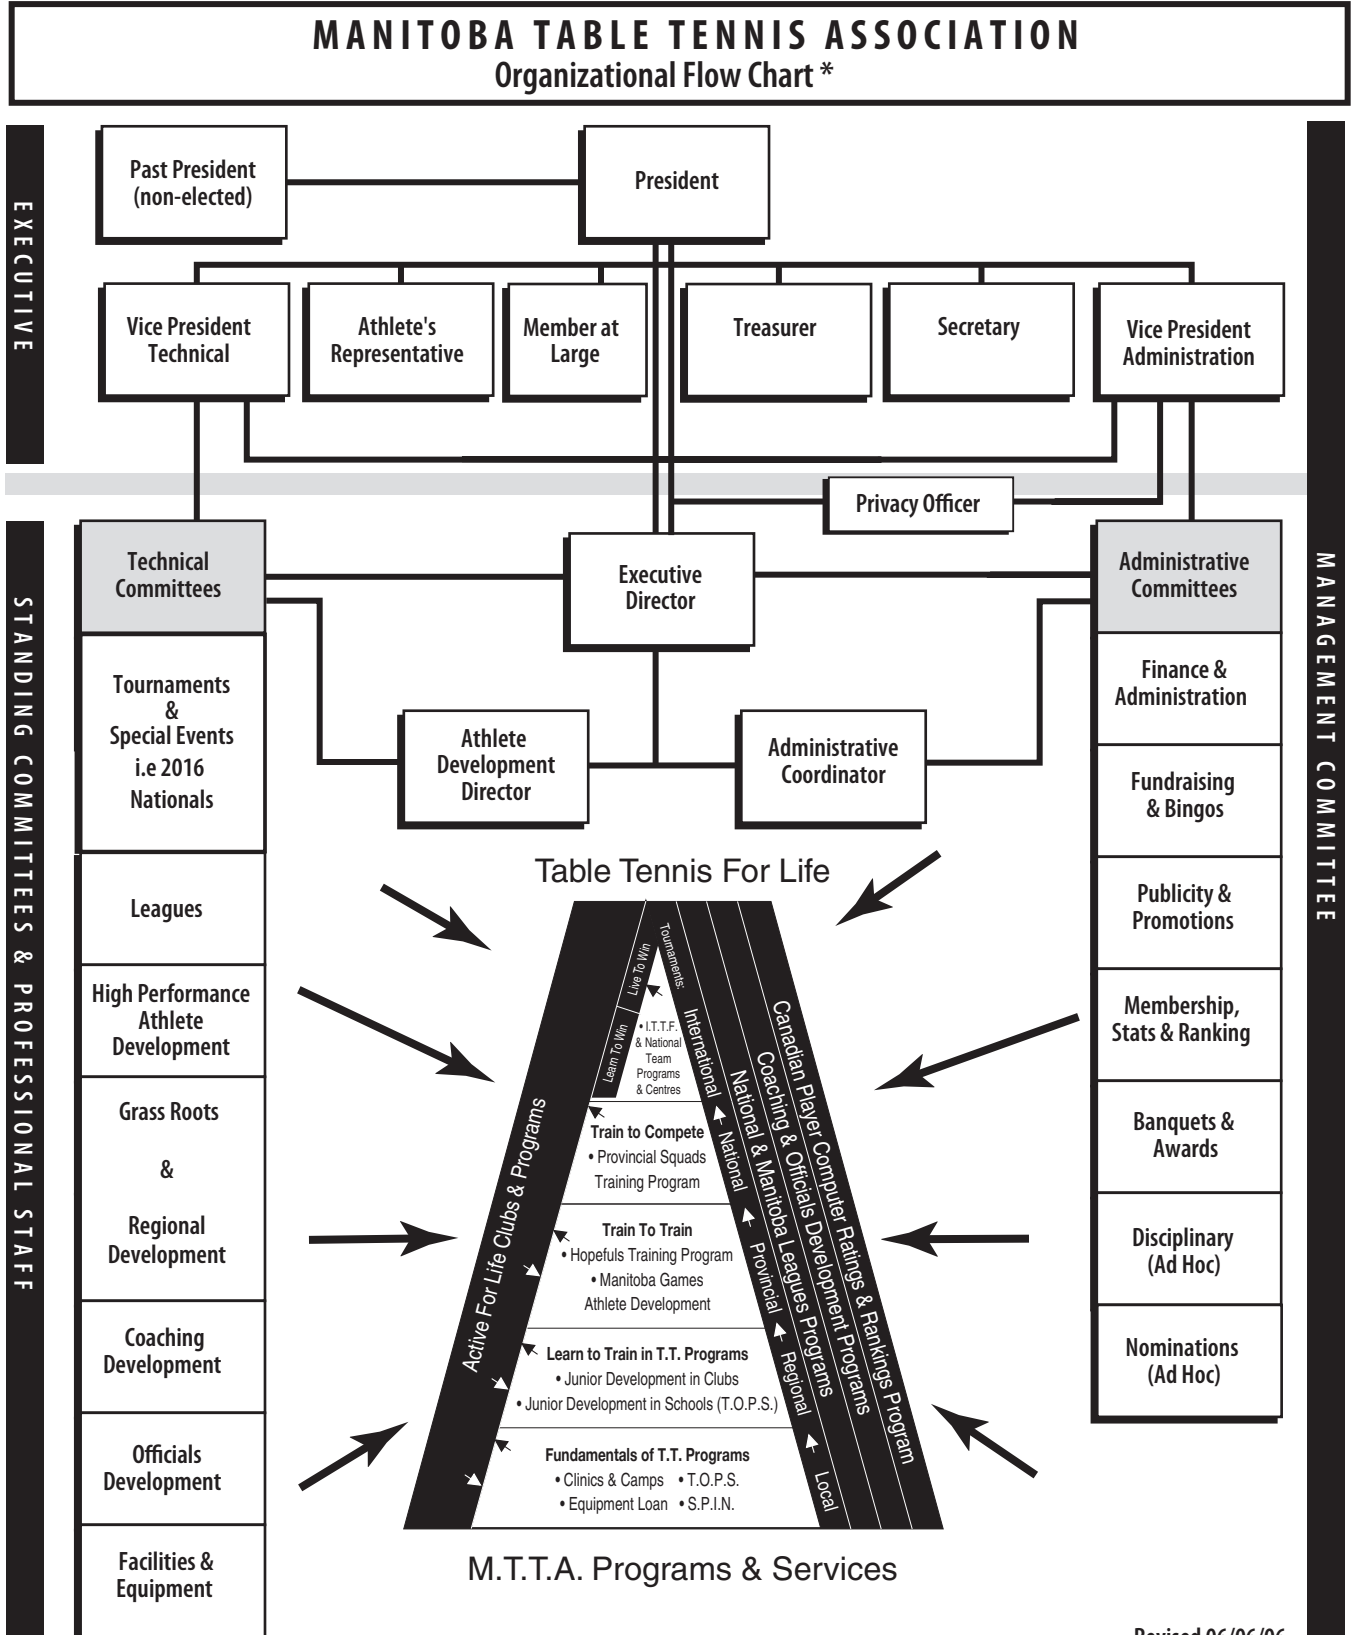 MANITOBA TABLE TENNIS ASSOCIATION
Organizational Flow Chart *
EXECUTIVE
MANAGEMENT COMMITTEE
STANDING COMMITTEES & PROFESSIONAL STAFF
Past President
(non-elected)
President
Vice President
Technical
Athlete's
Representative
Member at
Large
Treasurer
Secretary
Vice President
Administration
Privacy Officer
Technical
Committees
Executive
Director
Administrative
Committees
Tournaments
&
Special Events
i.e 2016
Nationals
Leagues
High Performance
Athlete
Development
Grass Roots
&
Regional
Development
Coaching
Development
Officials
Development
Facilities &
Equipment
Athlete
Development
Director
Administrative
Coordinator
Finance &
Administration
Fundraising
& Bingos
Publicity &
Promotions
Membership,
Stats & Ranking
Banquets &
Awards
Disciplinary
(Ad Hoc)
Nominations
(Ad Hoc)
Table Tennis For Life
Active For Life Clubs & Programs
Learn To Win
Live To Win
• I.T.T.F.
& National
Team
Programs
& Centres
Train to Compete
• Provincial Squads
Training Program
Train To Train
• Hopefuls Training Program
• Manitoba Games
Athlete Development
Learn to Train in T.T. Programs
• Junior Development in Clubs
• Junior Development in Schools (T.O.P.S.)
Fundamentals of T.T. Programs
• Clinics & Camps • T.O.P.S.
• Equipment Loan • S.P.I.N.
Tournaments: International National Provincial Regional Local
National & Manitoba Leagues Programs
Coaching & Officials Development Programs
Canadian Player Computer Ratings & Rankings Program
M.T.T.A. Programs & Services
Revised 06/06/06